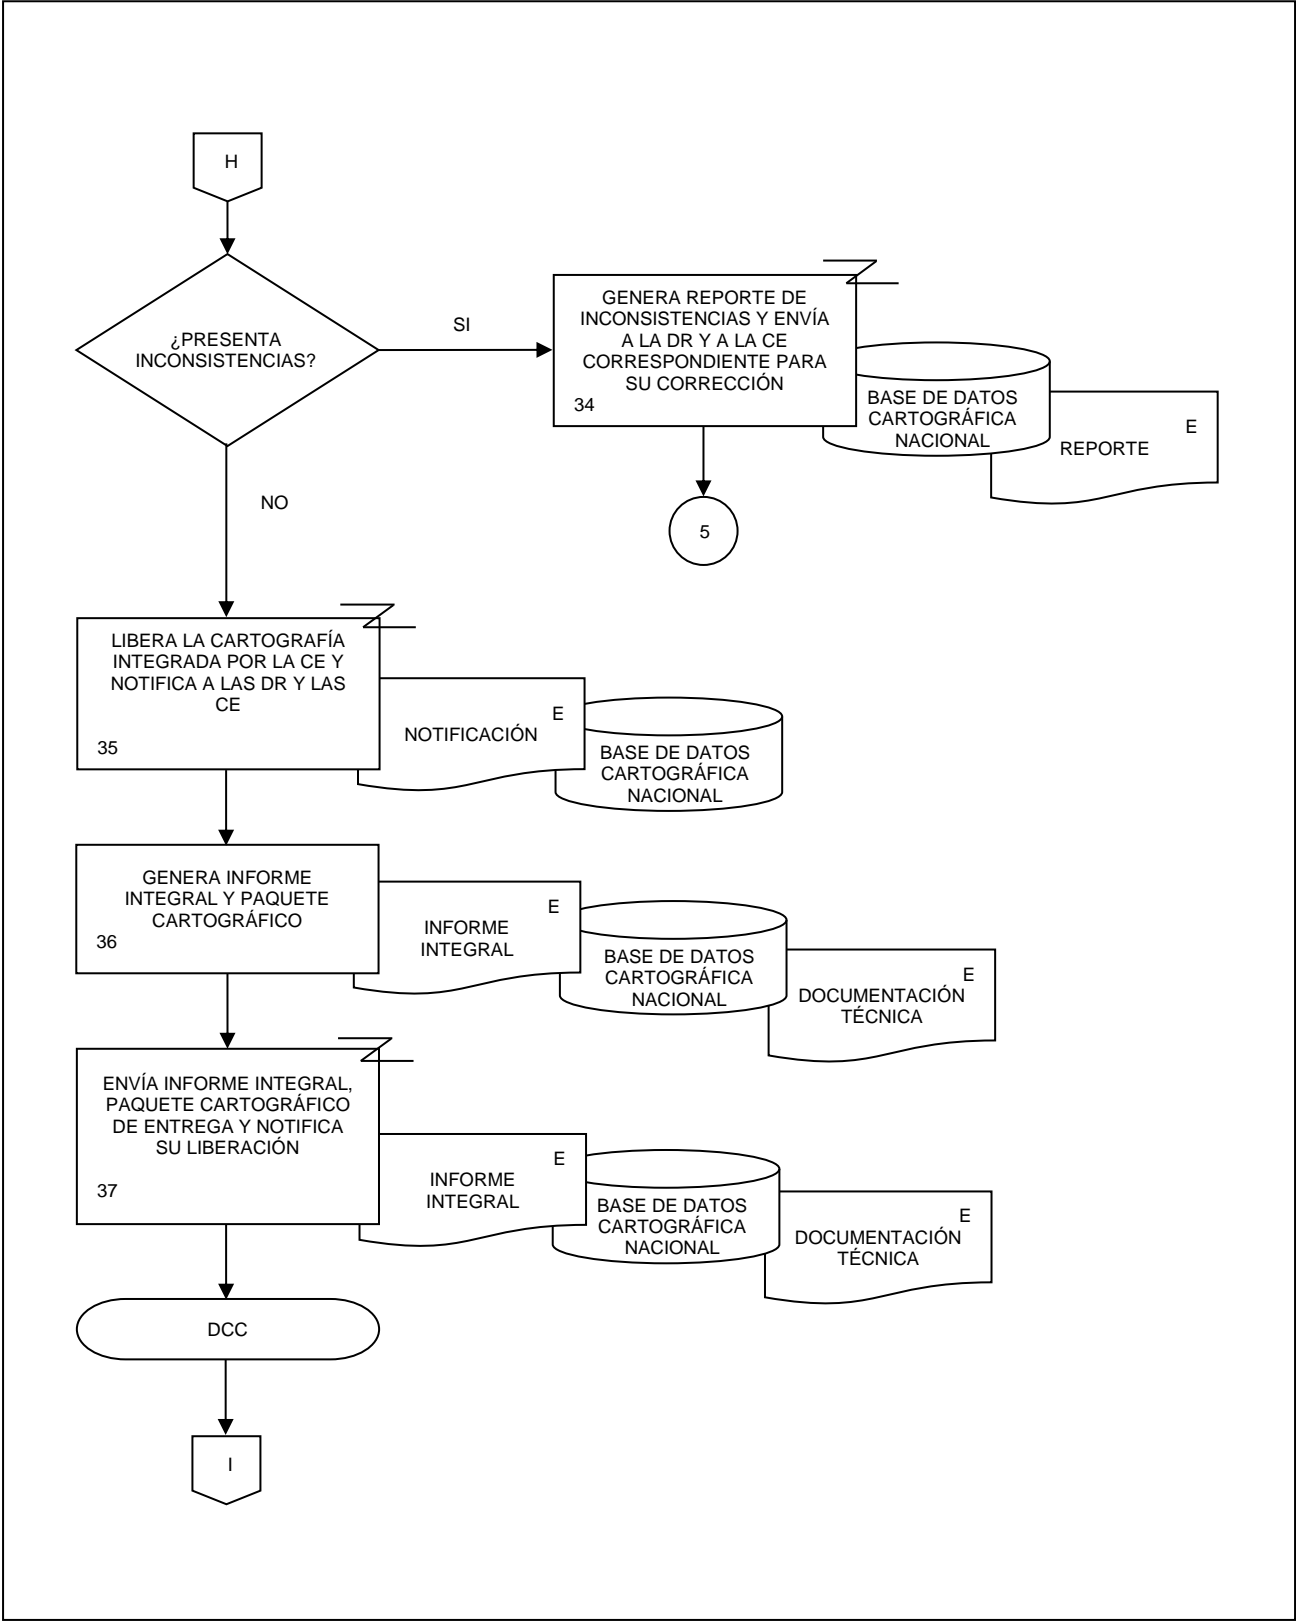 H
¿PRESENTA
INCONSISTENCIAS?
SI
GENERA REPORTE DE
INCONSISTENCIAS Y ENVÍA
A LA DR Y A LA CE
CORRESPONDIENTE PARA
SU CORRECCIÓN
34
BASE DE DATOS
CARTOGRÁFICA
NACIONAL
E
REPORTE
5
NO
LIBERA LA CARTOGRAFÍA
INTEGRADA POR LA CE Y
NOTIFICA A LAS DR Y LAS
CE
35
E
NOTIFICACIÓN
BASE DE DATOS
CARTOGRÁFICA
NACIONAL
GENERA INFORME
INTEGRAL Y PAQUETE
CARTOGRÁFICO
36
E
INFORME
INTEGRAL
BASE DE DATOS
CARTOGRÁFICA
NACIONAL
E
DOCUMENTACIÓN
TÉCNICA
ENVÍA INFORME INTEGRAL,
PAQUETE CARTOGRÁFICO
DE ENTREGA Y NOTIFICA
SU LIBERACIÓN
37
E
INFORME
INTEGRAL
BASE DE DATOS
CARTOGRÁFICA
NACIONAL
E
DOCUMENTACIÓN
TÉCNICA
DCC
I